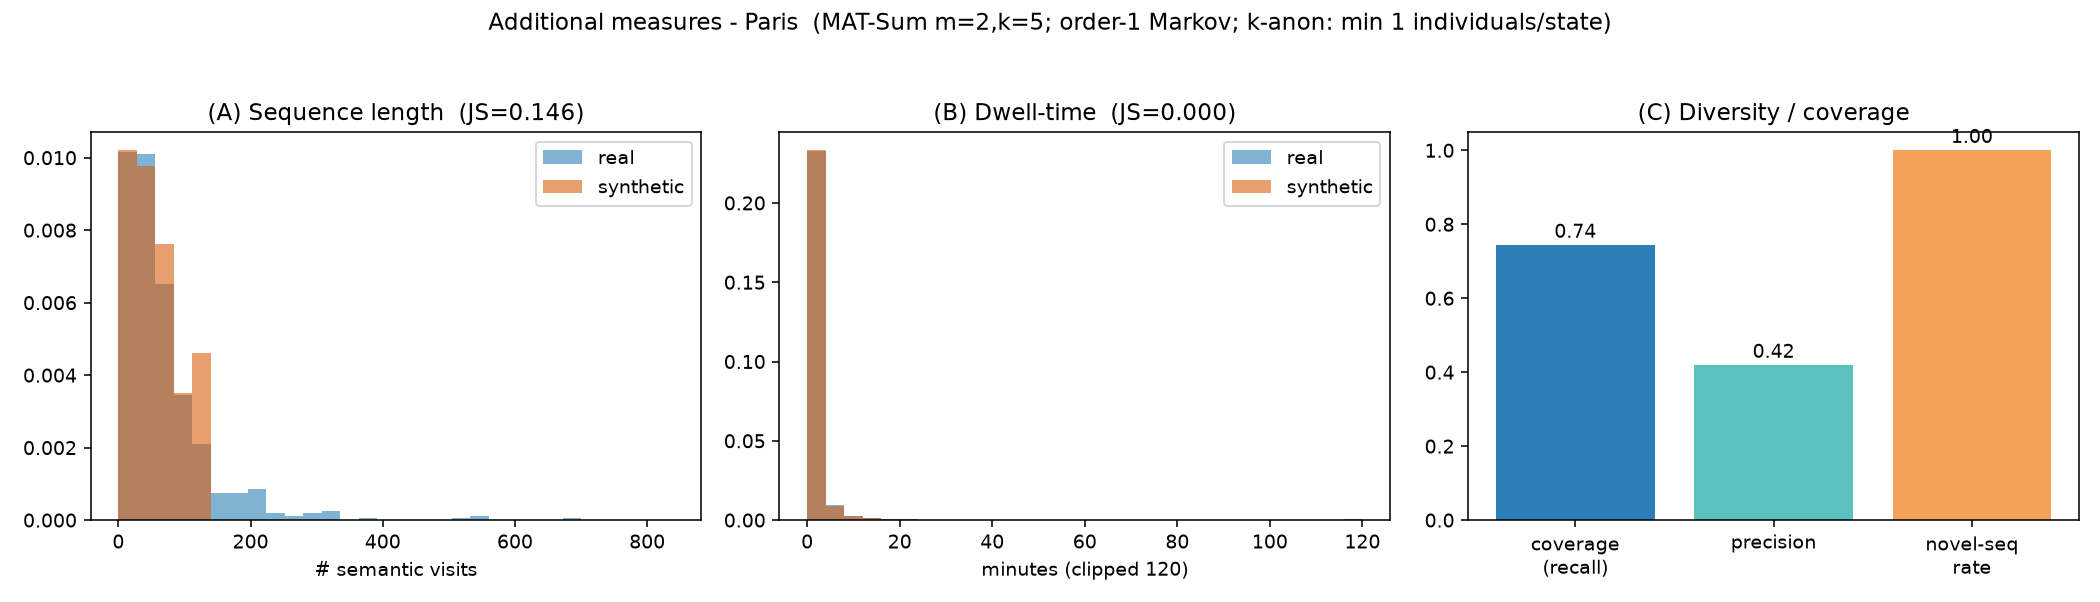 Additional measures - Paris  (MAT-Sum m=2,k=5; order-1 Markov; k-anon: min 1 individuals/state)
(A) Sequence length  (JS=0.146)
real
synthetic
0.010
0.008
0.006
0.004
0.002
0.000
0 200 400 600 800
# semantic visits
(B) Dwell-time  (JS=0.000)
real
synthetic
0.20
0.15
0.10
0.05
0.00
0 20 40 60 80 100 120
minutes (clipped 120)
(C) Diversity / coverage
1.00
0.74
0.42
1.0
0.8
0.6
0.4
0.2
0.0
coverage
(recall)
precision
novel-seq
rate